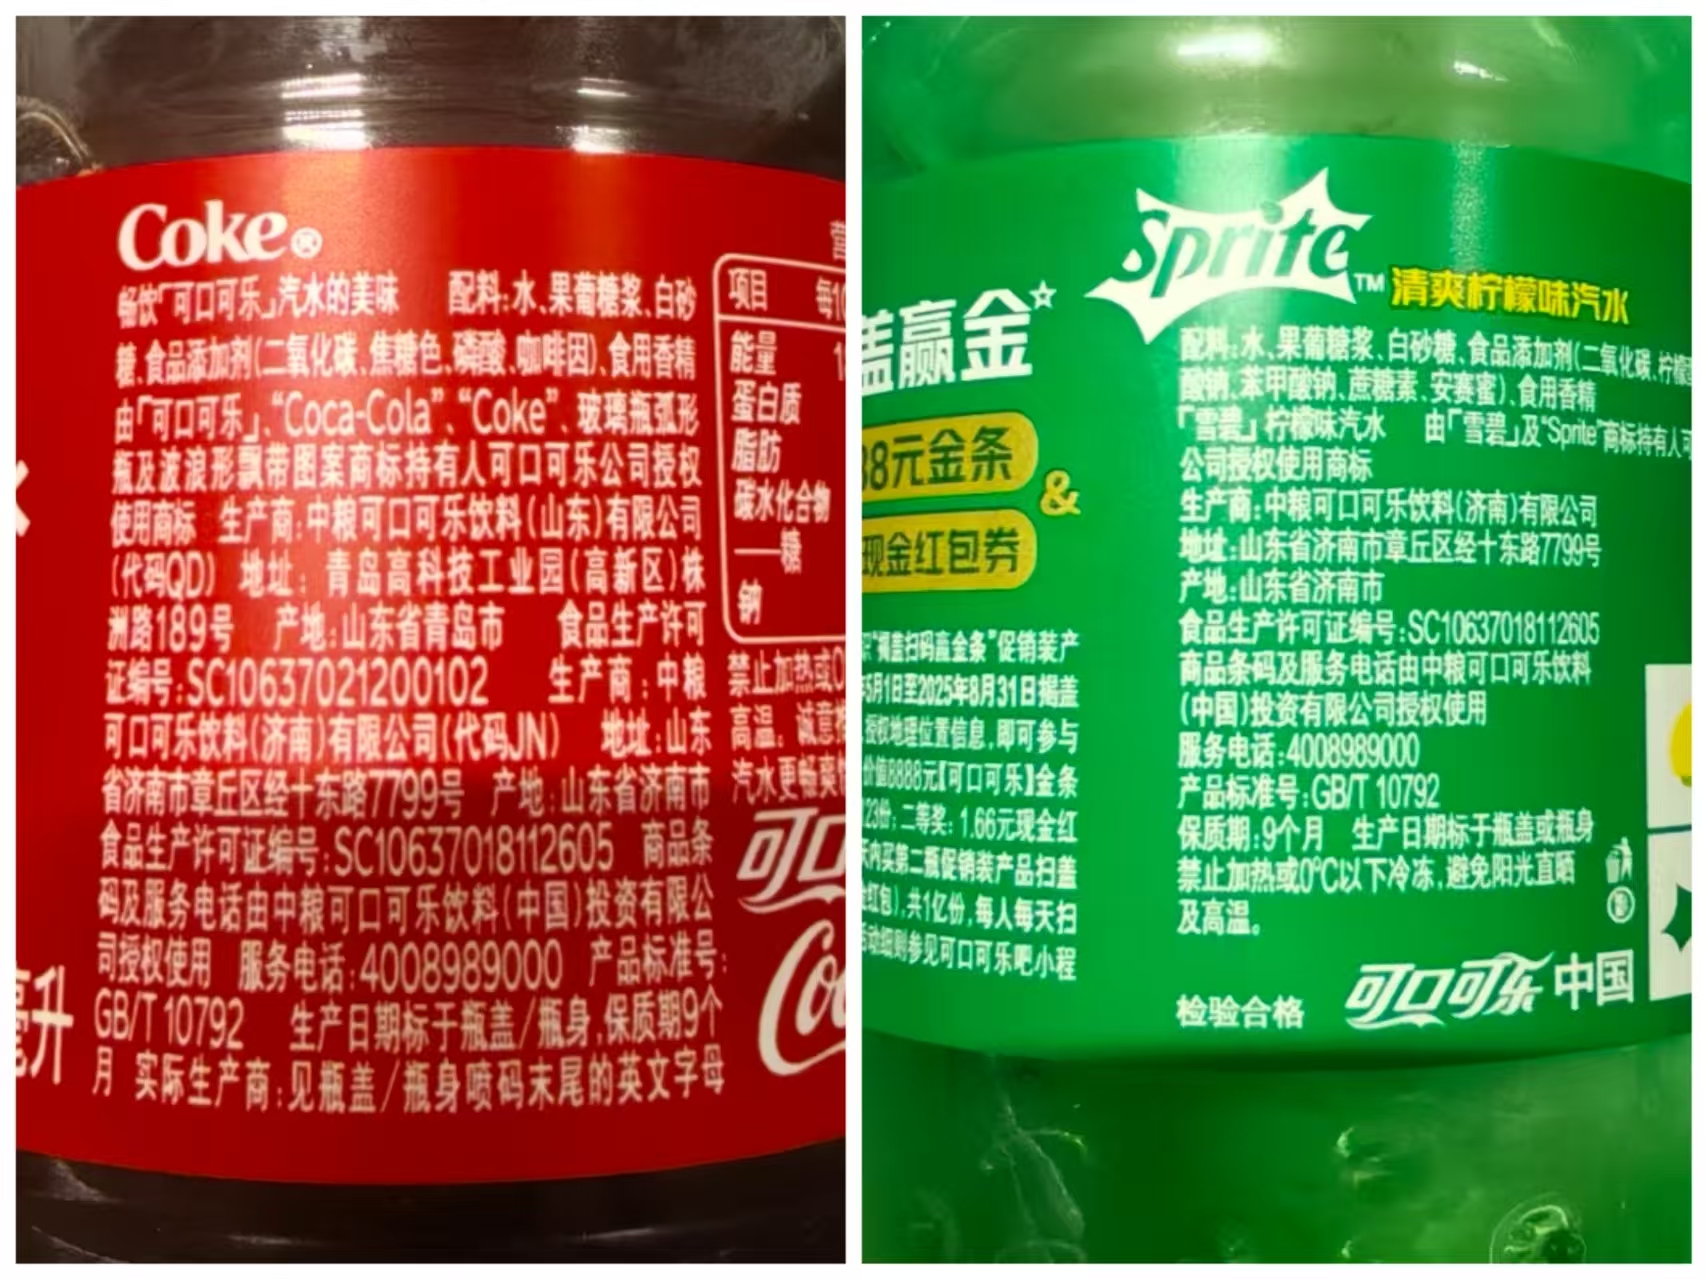 Coke®
畅饮「可口可乐」汽水的美味 配料:水、果葡糖浆、白砂
糖、食品添加剂(二氧化碳、焦糖色、磷酸、咖啡因)、食用香精
由「可口可乐」、“Coca-Cola”、“Coke”、玻璃瓶弧形
瓶及波浪形飘带图案商标持有人可口可乐公司授权
使用商标 生产商:中粮可口可乐饮料(山东)有限公司
(代码QD) 地址:青岛高科技工业园(高新区)株
洲路189号 产地:山东省青岛市 食品生产许可
证编号:SC10637021200102 生产商:中粮
可口可乐饮料(济南)有限公司(代码JN) 地址:山东
省济南市章丘区经十东路7799号 产地:山东省济南市
食品生产许可证编号:SC10637018112605 商品条
码及服务电话由中粮可口可乐饮料(中国)投资有限公
司授权使用 服务电话:4008989000 产品标准号:
GB/T 10792 生产日期标于瓶盖/瓶身,保质期9个
月 实际生产商:见瓶盖/瓶身喷码末尾的英文字母
毫升
项目 每10
能量 1
蛋白质
脂肪
碳水化合物
—糖
钠
禁止加热或0
高温。诚意
汽水更畅爽
可口
Co
盖赢金☆
88元金条
&
现金红包券
“揭盖扫码赢金条”促销装产
5月1日至2025年8月31日揭盖
授权地理位置信息,即可参与
价值8888元【可口可乐】金条
23份;二等奖:1.66元现金红
天内买第二瓶促销装产品扫盖
红包),共1亿份,每人每天扫
活动细则参见可口可乐吧小程
Sprite™ 清爽柠檬味汽水
配料:水、果葡糖浆、白砂糖、食品添加剂(二氧化碳、柠檬
酸钠、苯甲酸钠、蔗糖素、安赛蜜)、食用香精
「雪碧」柠檬味汽水 由「雪碧」及“Sprite”商标持有人可
公司授权使用商标
生产商:中粮可口可乐饮料(济南)有限公司
地址:山东省济南市章丘区经十东路7799号
产地:山东省济南市
食品生产许可证编号:SC10637018112605
商品条码及服务电话由中粮可口可乐饮料
(中国)投资有限公司授权使用
服务电话:4008989000
产品标准号:GB/T 10792
保质期:9个月 生产日期标于瓶盖或瓶身
禁止加热或0℃以下冷冻,避免阳光直晒
及高温。
检验合格 可口可乐中国